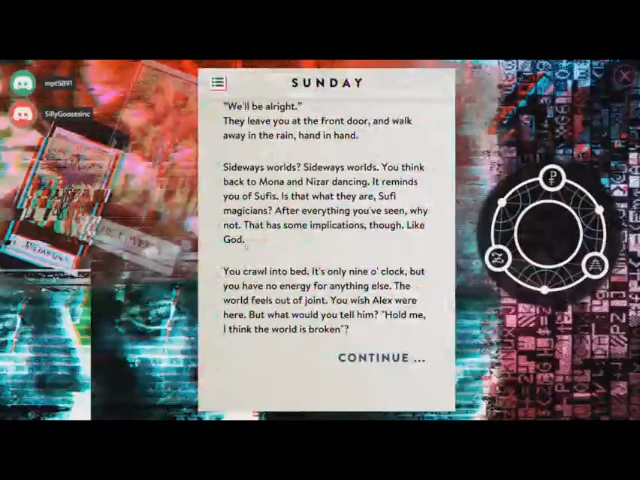 SUNDAY
mpt5891
SillyGoosesInc
"We'll be alright."
They leave you at the front door, and walk
away in the rain, hand in hand.
Sideways worlds? Sideways worlds. You think
back to Mona and Nizar dancing. It reminds
you of Sufis. Is that what they are, Sufi
magicians? After everything you've seen, why
not. That has some implications, though. Like
God.
You crawl into bed. It's only nine o' clock, but
you have no energy for anything else. The
world feels out of joint. You wish Alex were
here. But what would you tell him? "Hold me,
I think the world is broken"?
CONTINUE ...